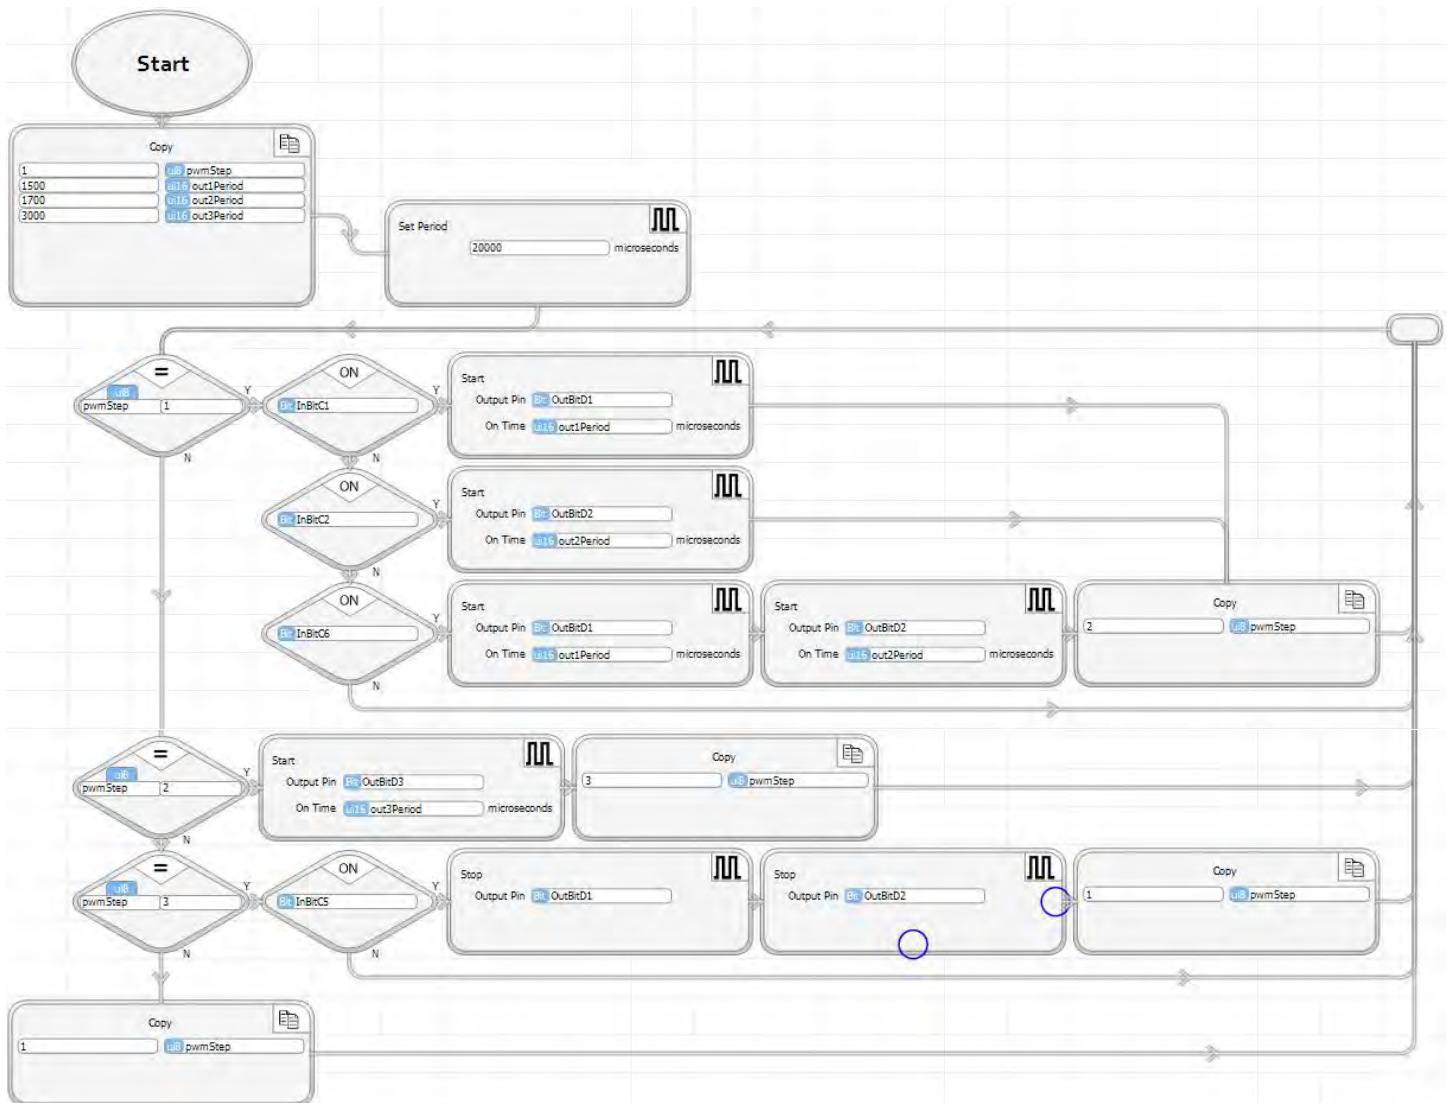 Start
Copy
1 ui8 pwmStep
1500 ui16 out1Period
1700 ui16 out2Period
3000 ui16 out3Period
Set Period
20000 microseconds
=
ui8
pwmStep 1
Y
N
ON
Bit InBitC1
Y
N
Start
Output Pin Bit OutBitD1
On Time ui16 out1Period microseconds
ON
Bit InBitC2
Y
N
Start
Output Pin Bit OutBitD2
On Time ui16 out2Period microseconds
ON
Bit InBitC6
Y
N
Start
Output Pin Bit OutBitD1
On Time ui16 out1Period microseconds
Start
Output Pin Bit OutBitD2
On Time ui16 out2Period microseconds
Copy
2 ui8 pwmStep
=
ui8
pwmStep 2
Y
N
Start
Output Pin Bit OutBitD3
On Time ui16 out3Period microseconds
Copy
3 ui8 pwmStep
=
ui8
pwmStep 3
Y
N
ON
Bit InBitC5
Y
N
Stop
Output Pin Bit OutBitD1
Stop
Output Pin Bit OutBitD2
Copy
1 ui8 pwmStep
Copy
1 ui8 pwmStep